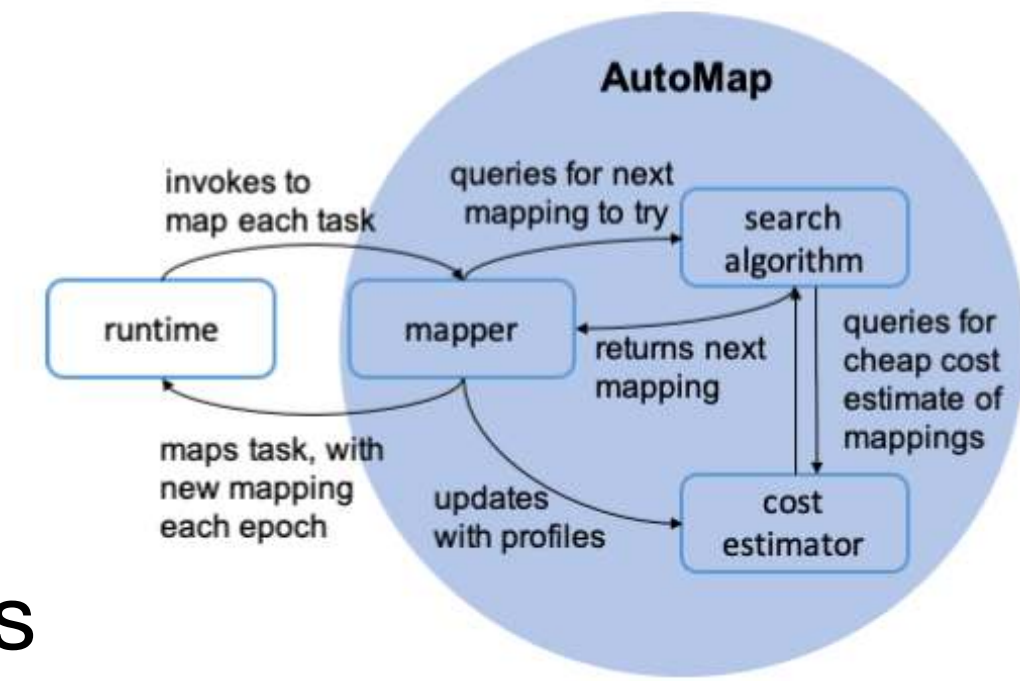 AutoMap
invokes to
map each task
queries for next
mapping to try
search
algorithm
runtime
mapper
returns next
mapping
queries for
cheap cost
estimate of
mappings
maps task, with
new mapping
each epoch
updates
with profiles
cost
estimator
s